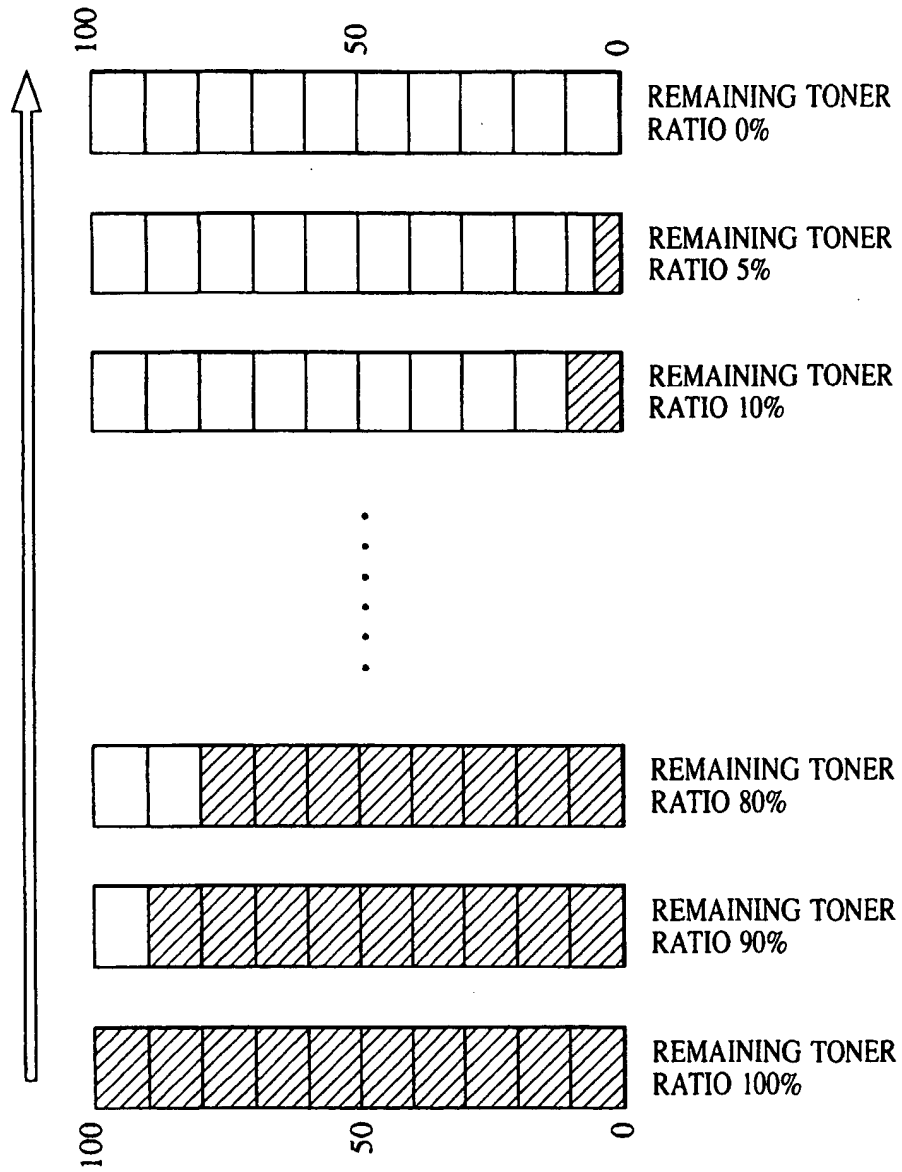 100
50
0
REMAINING TONER
RATIO 0%
REMAINING TONER
RATIO 5%
REMAINING TONER
RATIO 10%
REMAINING TONER
RATIO 80%
REMAINING TONER
RATIO 90%
REMAINING TONER
RATIO 100%
100
50
0